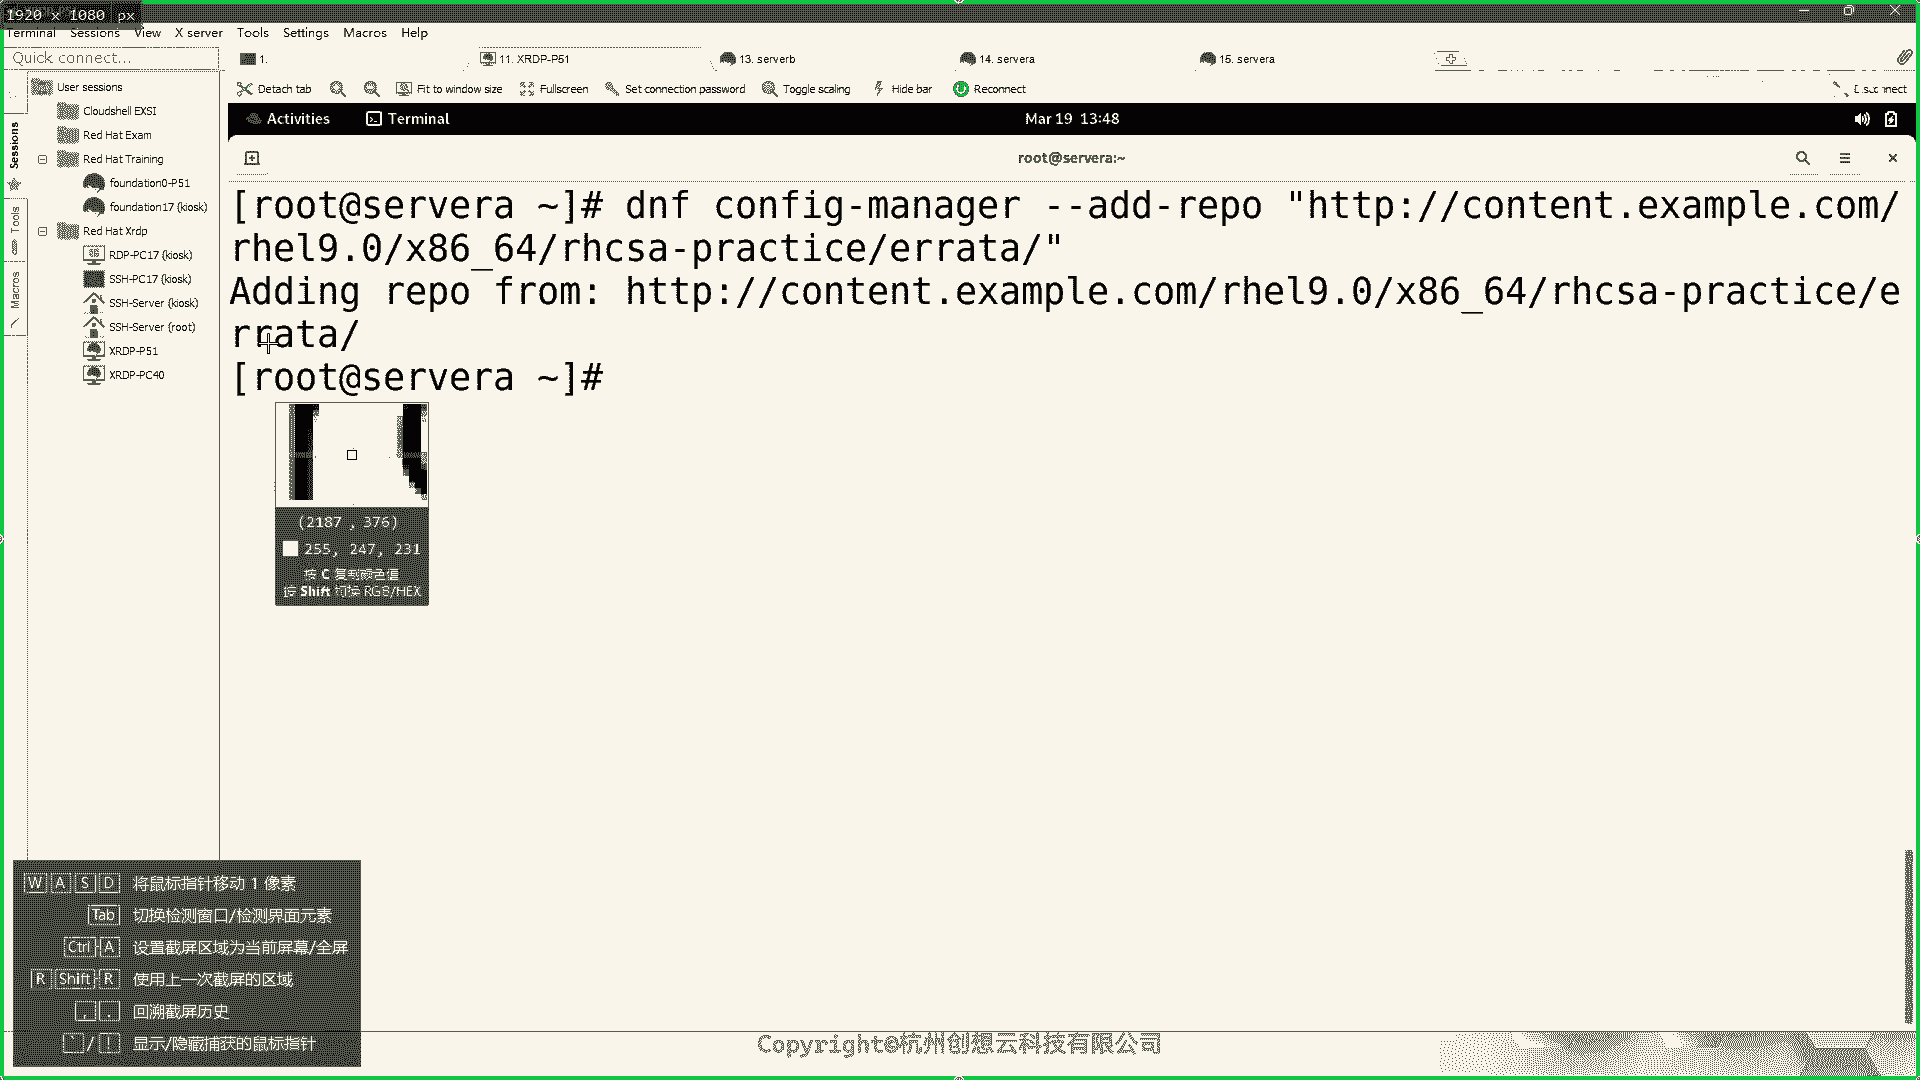 1920 x 1080 px
Terminal Sessions View X server Tools Settings Macros Help
Quick connect...
1.
11. XRDP-P51
13. serverb
14. servera
15. servera
Detach tab
Fit to window size
Fullscreen
Set connection password
Toggle scaling
Hide bar
Reconnect
Sessions
Tools
Macros
User sessions
Cloudshell EXSI
Red Hat Exam
Red Hat Training
foundation0-P51
foundation17 (kiosk)
Red Hat Xrdp
RDP-PC17 (kiosk)
SSH-PC17 (kiosk)
SSH-Server (kiosk)
SSH-Server (root)
XRDP-P51
XRDP-PC40
Activities
Terminal
Mar 19 13:48
root@servera:~
[root@servera ~]# dnf config-manager --add-repo "http://content.example.com/
rhel9.0/x86_64/rhcsa-practice/errata/"
Adding repo from: http://content.example.com/rhel9.0/x86_64/rhcsa-practice/e
rrata/
[root@servera ~]#
(2187 , 376)
255, 247, 231
按 C 复制颜色值
按 Shift 切换 RGB/HEX
W A S D 将鼠标指针移动 1 像素
Tab 切换检测窗口/检测界面元素
Ctrl A 设置截屏区域为当前屏幕/全屏
R Shift R 使用上一次截屏的区域
, . 回溯截屏历史
显示/隐藏捕获的鼠标指针
Copyright©杭州创想云科技有限公司